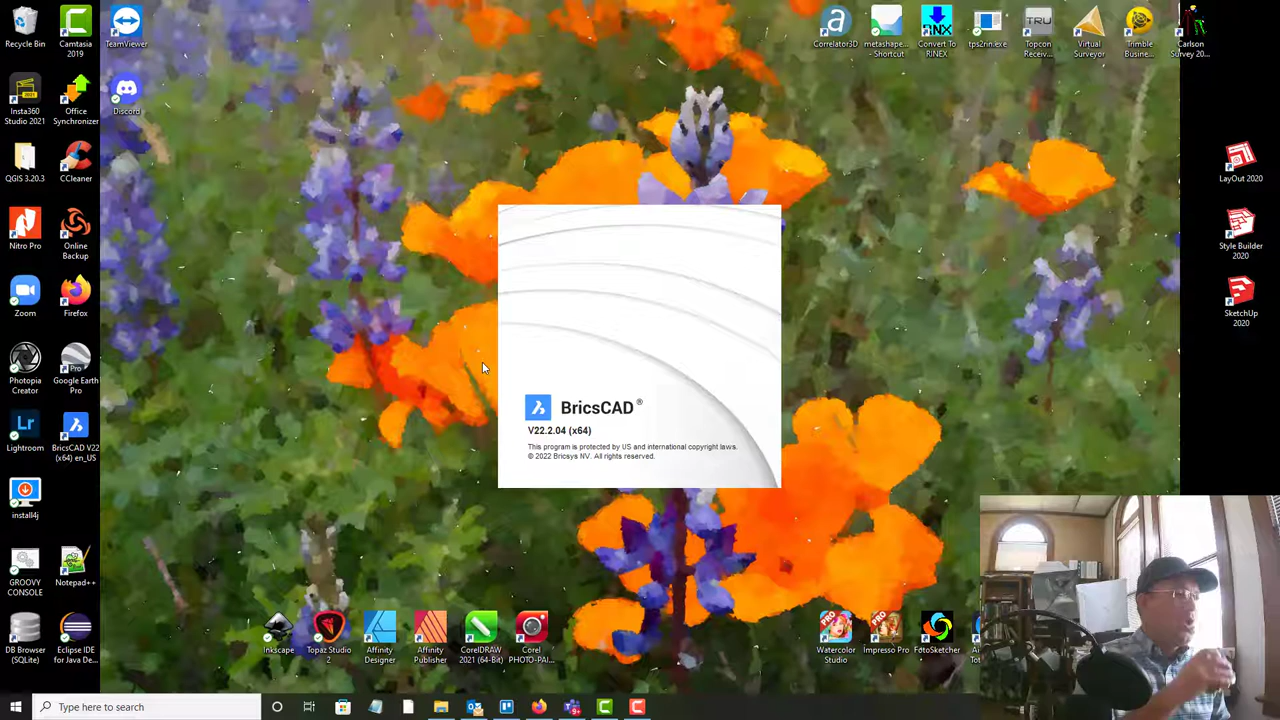 Recycle Bin
Camtasia
2019
TeamViewer
Correlator3D
metashape...
- Shortcut
Convert To
RINEX
tps2rin.exe
TRU
Topcon
Receiv...
Virtual
Surveyor
Trimble
Busine...
Carlson
Survey 20...
Insta360
Studio 2021
Office
Synchronizer
Discord
QGIS 3.20.3
CCleaner
LayOut 2020
Nitro Pro
Online
Backup
Style Builder
2020
Zoom
Firefox
SketchUp
2020
Photopia
Creator
Pro
Google Earth
Pro
Lr
Lightroom
BricsCAD V22
(x64) en_US
BricsCAD®
V22.2.04 (x64)
This program is protected by US and international copyright laws.
© 2022 Bricsys NV. All rights reserved.
install4j
GROOVY
CONSOLE
Notepad++
DB Browser
(SQLite)
Eclipse IDE
for Java De...
Inkscape
Topaz Studio
2
Affinity
Designer
Affinity
Publisher
CorelDRAW
2021 (64-Bit)
Corel
PHOTO-PAI...
PRO
Watercolor
Studio
PRO
Impresso Pro
FotoSketcher
Type here to search